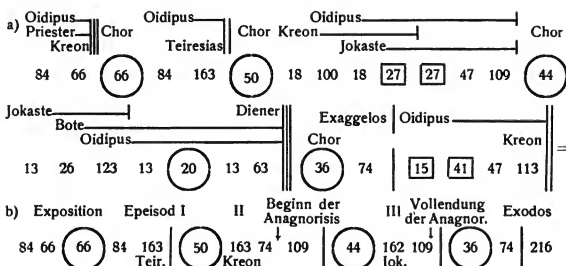 Oidipus Oidipus Oidipus
a) Priester Chor Kreon Chor
Kreon Teiresias Jokaste
84 66 66 84 163 50 18 100 18 27 27 47 109 44
Jokaste Diener Exaggelos Oidipus
Bote
Oidipus Chor Kreon
13 26 123 13 20 13 63 36 74 15 41 47 113 =
b) Exposition Epeisod I II Beginn der Anagnorisis III Vollendung der Anagnor. Exodos
84 66 66 84 163 50 163 74 109 44 162 109 36 74 216
Teir. Kreon Iok.